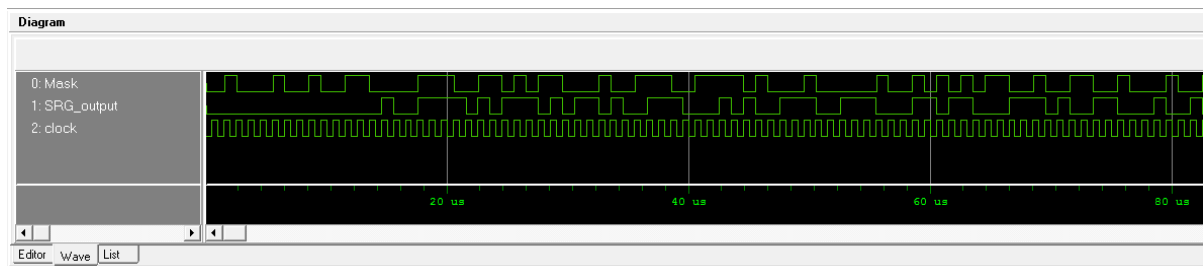 Diagram
0: Mask
1: SRG_output
2: clock
20 us 40 us 60 us 80 us
Editor Wave List